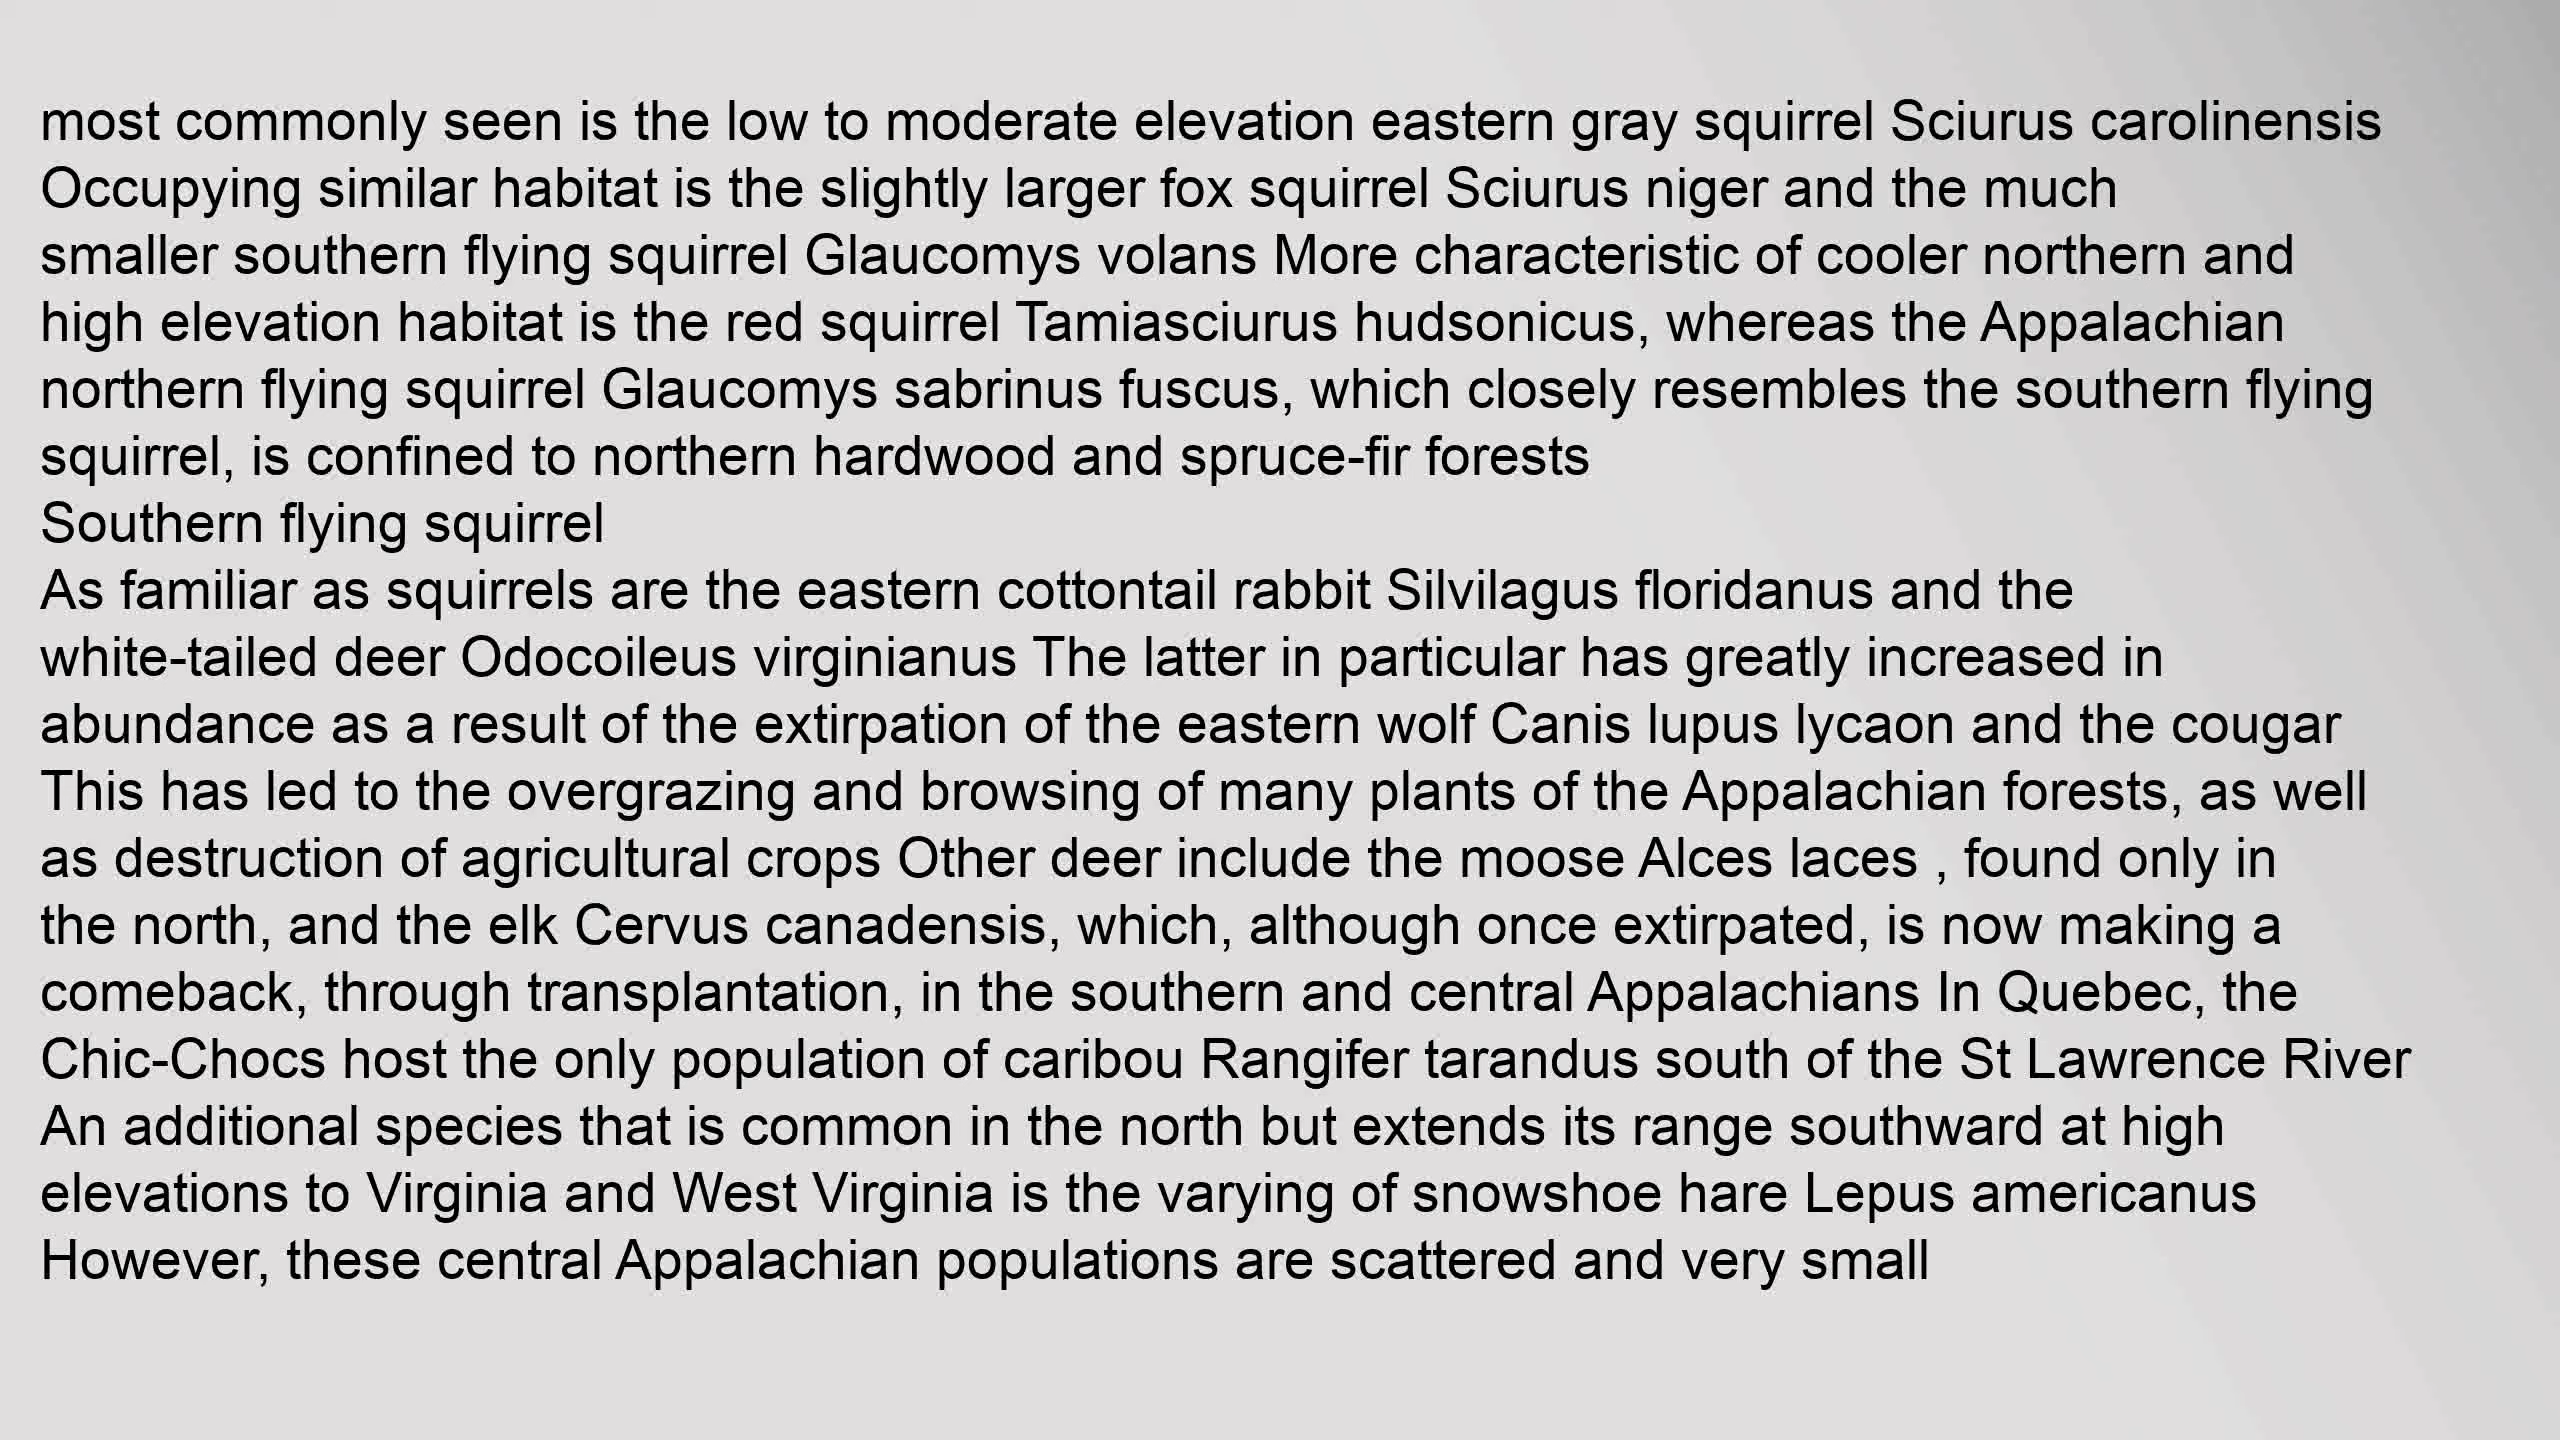 most commonly seen is the low to moderate elevation eastern gray squirrel Sciurus carolinensis
Occupying similar habitat is the slightly larger fox squirrel Sciurus niger and the much
smaller southern flying squirrel Glaucomys volans More characteristic of cooler northern and
high elevation habitat is the red squirrel Tamiasciurus hudsonicus, whereas the Appalachian
northern flying squirrel Glaucomys sabrinus fuscus, which closely resembles the southern flying
squirrel, is confined to northern hardwood and spruce-fir forests
Southern flying squirrel
As familiar as squirrels are the eastern cottontail rabbit Silvilagus floridanus and the
white-tailed deer Odocoileus virginianus The latter in particular has greatly increased in
abundance as a result of the extirpation of the eastern wolf Canis lupus lycaon and the cougar
This has led to the overgrazing and browsing of many plants of the Appalachian forests, as well
as destruction of agricultural crops Other deer include the moose Alces laces , found only in
the north, and the elk Cervus canadensis, which, although once extirpated, is now making a
comeback, through transplantation, in the southern and central Appalachians In Quebec, the
Chic-Chocs host the only population of caribou Rangifer tarandus south of the St Lawrence River
An additional species that is common in the north but extends its range southward at high
elevations to Virginia and West Virginia is the varying of snowshoe hare Lepus americanus
However, these central Appalachian populations are scattered and very small